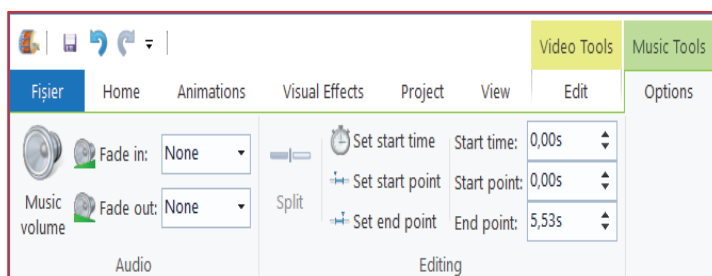 Video Tools Music Tools
Fișier Home Animations Visual Effects Project View Edit Options
Fade in: None Set start time Start time: 0,00s
Set start point Start point: 0,00s
Music volume Fade out: None Split Set end point End point: 5,53s
Audio Editing